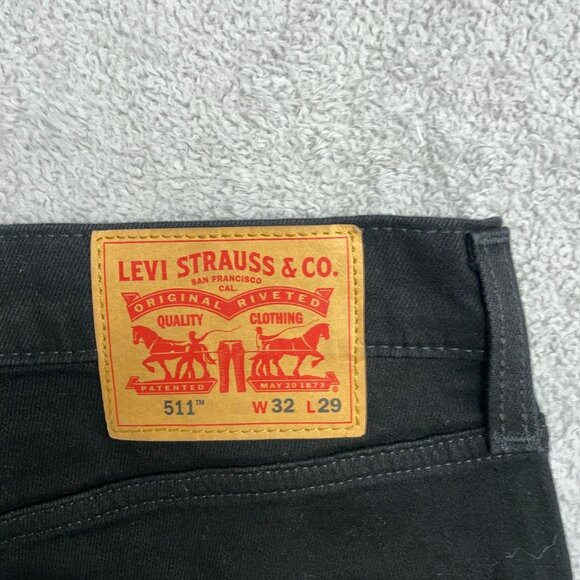 LEVI STRAUSS & CO.
SAN FRANCISCO
CAL.
ORIGINAL RIVETED
QUALITY CLOTHING
PATENTED MAY 20 1873
511™ W 32 L 29